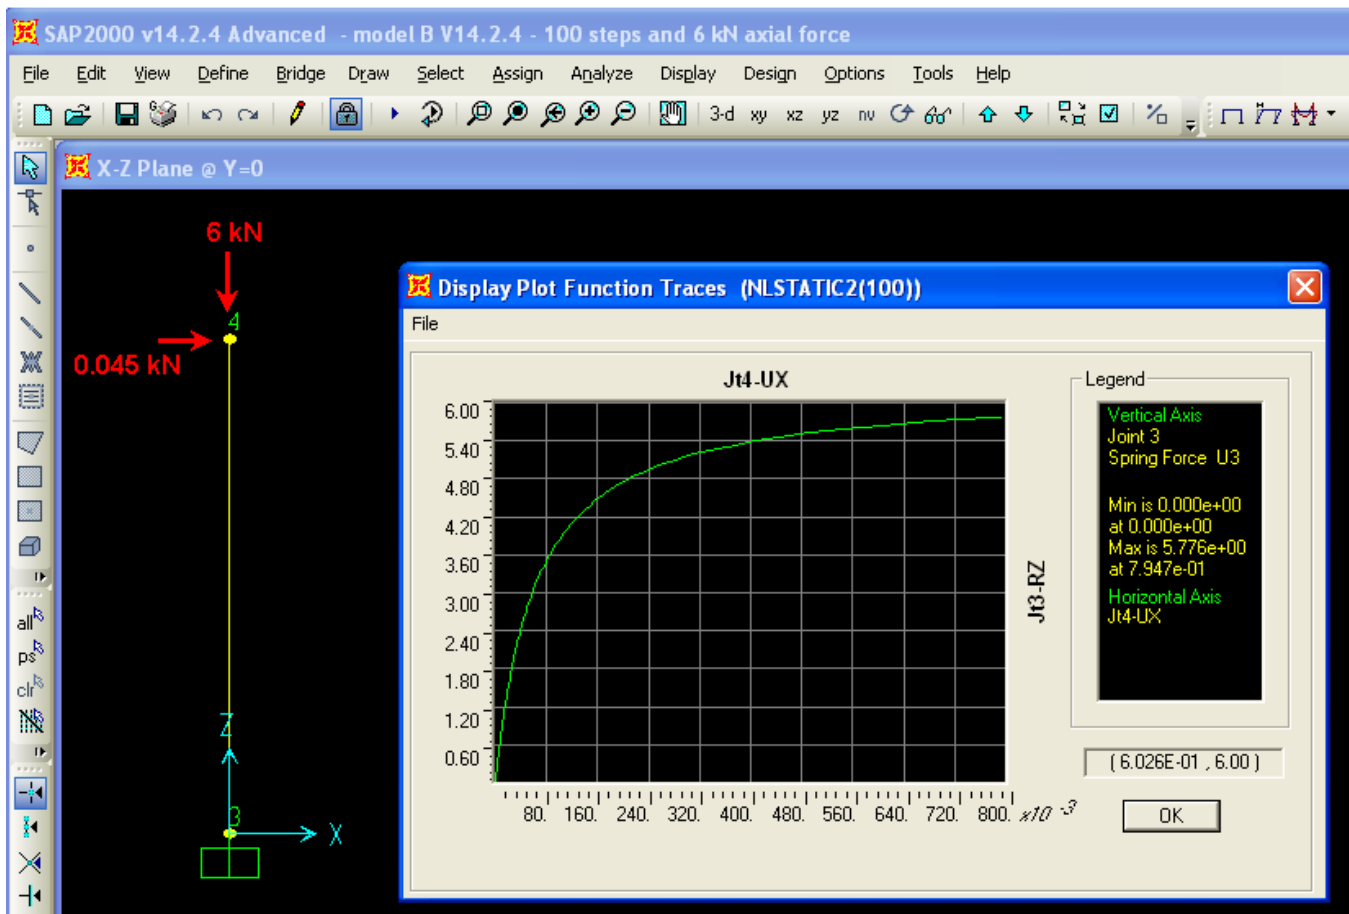 SAP2000 v14.2.4 Advanced - model B V14.2.4 - 100 steps and 6 kN axial force
File Edit View Define Bridge Draw Select Assign Analyze Display Design Options Tools Help
3-d xy xz yz nv
X-Z Plane @ Y=0
all
ps
clr
6 kN
4
0.045 kN
Z
3
X
Display Plot Function Traces (NLSTATIC2(100))
File
Jt4-UX
6.00
5.40
4.80
4.20
3.60
3.00
2.40
1.80
1.20
0.60
80. 160. 240. 320. 400. 480. 560. 640. 720. 800. x10 -3
Jt3-RZ
Legend
Vertical Axis
Joint 3
Spring Force U3
Min is 0.000e+00
at 0.000e+00
Max is 5.776e+00
at 7.947e-01
Horizontal Axis
Jt4-UX
( 6.026E-01 , 6.00 )
OK